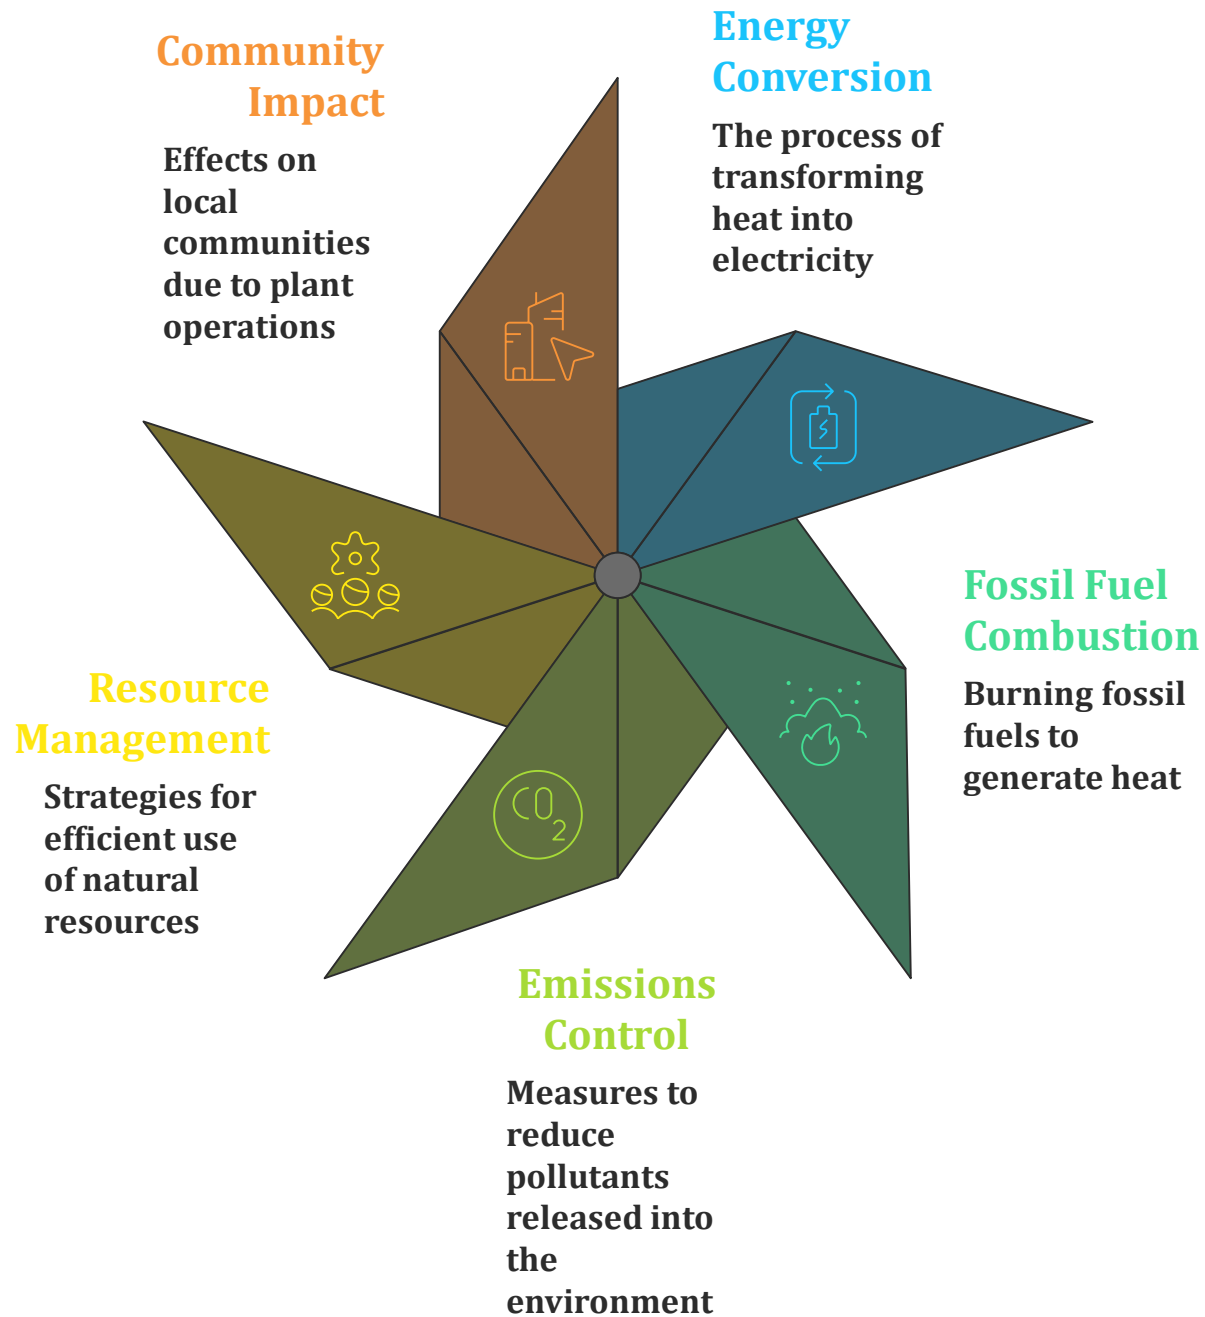 Community
Impact
Effects on
local
communities
due to plant
operations
Energy
Conversion
The process of
transforming
heat into
electricity
Fossil Fuel
Combustion
Burning fossil
fuels to
generate heat
Resource
Management
Strategies for
efficient use
of natural
resources
CO2
Emissions
Control
Measures to
reduce
pollutants
released into
the
environment